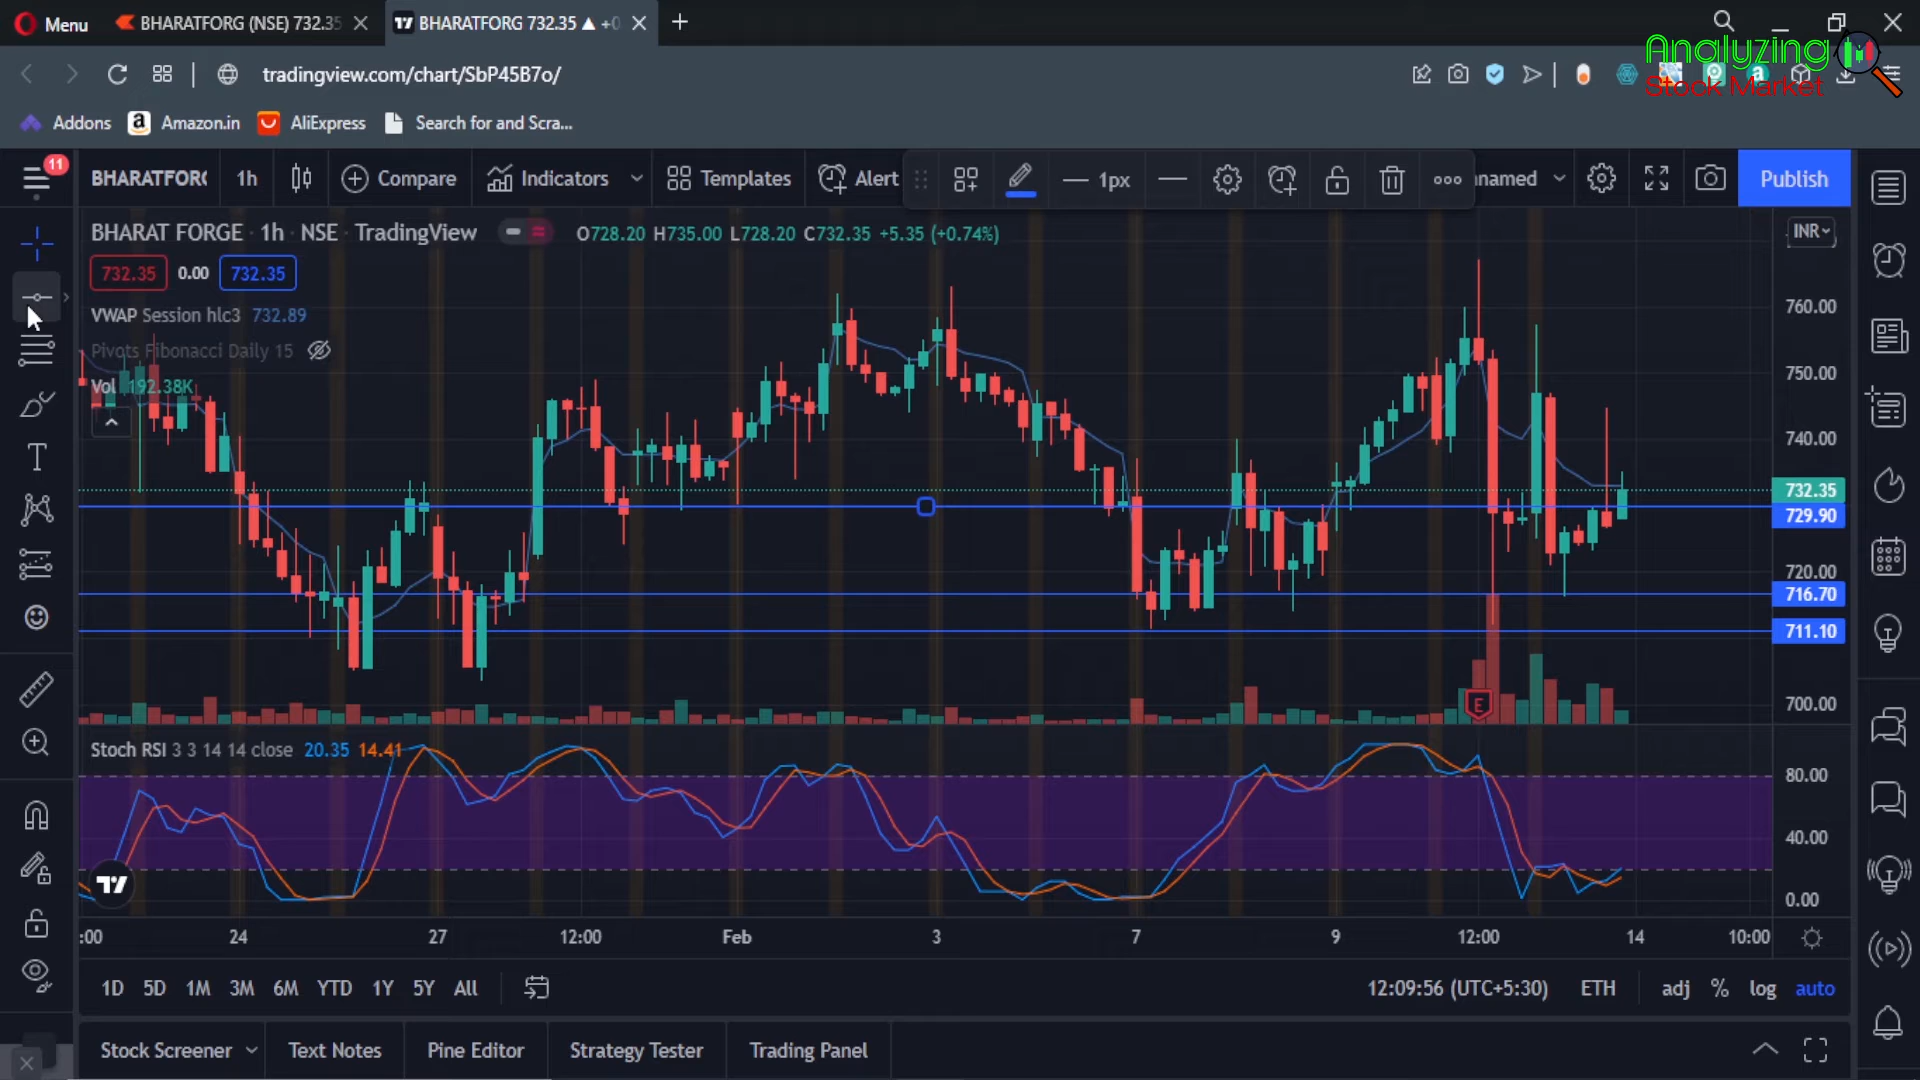 Menu
BHARATFORG (NSE) 732.35
BHARATFORG 732.35 ▲ +0
Analyzing
Stock Market
tradingview.com/chart/SbP45B7o/
Addons
Amazon.in
AliExpress
Search for and Scra...
11
BHARATFORG
1h
Compare
Indicators
Templates
Alert
1px
nnamed
Publish
BHARAT FORGE · 1h · NSE TradingView
O728.20 H735.00 L728.20 C732.35 +5.35 (+0.74%)
INR
732.35
0.00
732.35
VWAP Session hlc3 732.89
Pivots Fibonacci Daily 15
Vol 192.38K
760.00
750.00
740.00
732.35
729.90
720.00
716.70
711.10
700.00
E
Stoch RSI 3 3 14 14 close 20.35 14.41
80.00
40.00
0.00
:00 24 27 12:00 Feb 3 7 9 12:00 14 10:00
1D 5D 1M 3M 6M YTD 1Y 5Y All
12:09:56 (UTC+5:30) ETH adj % log auto
Stock Screener
Text Notes
Pine Editor
Strategy Tester
Trading Panel